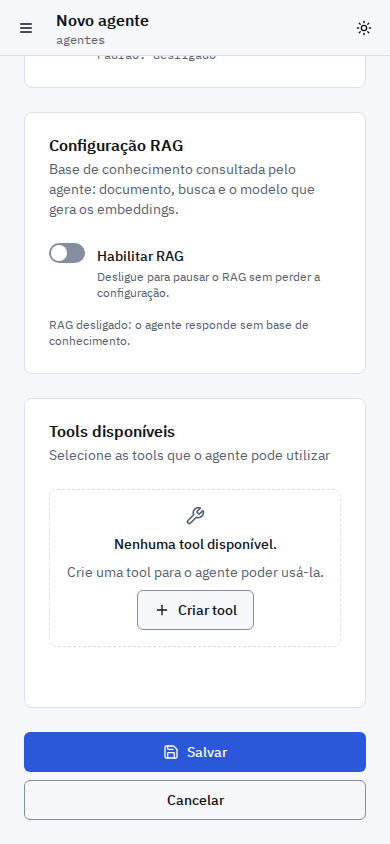 Novo agente
agentes
Padrão: desligado
Configuração RAG
Base de conhecimento consultada pelo
agente: documento, busca e o modelo que
gera os embeddings.
Habilitar RAG
Desligue para pausar o RAG sem perder a
configuração.
RAG desligado: o agente responde sem base de
conhecimento.
Tools disponíveis
Selecione as tools que o agente pode utilizar
Nenhuma tool disponível.
Crie uma tool para o agente poder usá-la.
Criar tool
Salvar
Cancelar